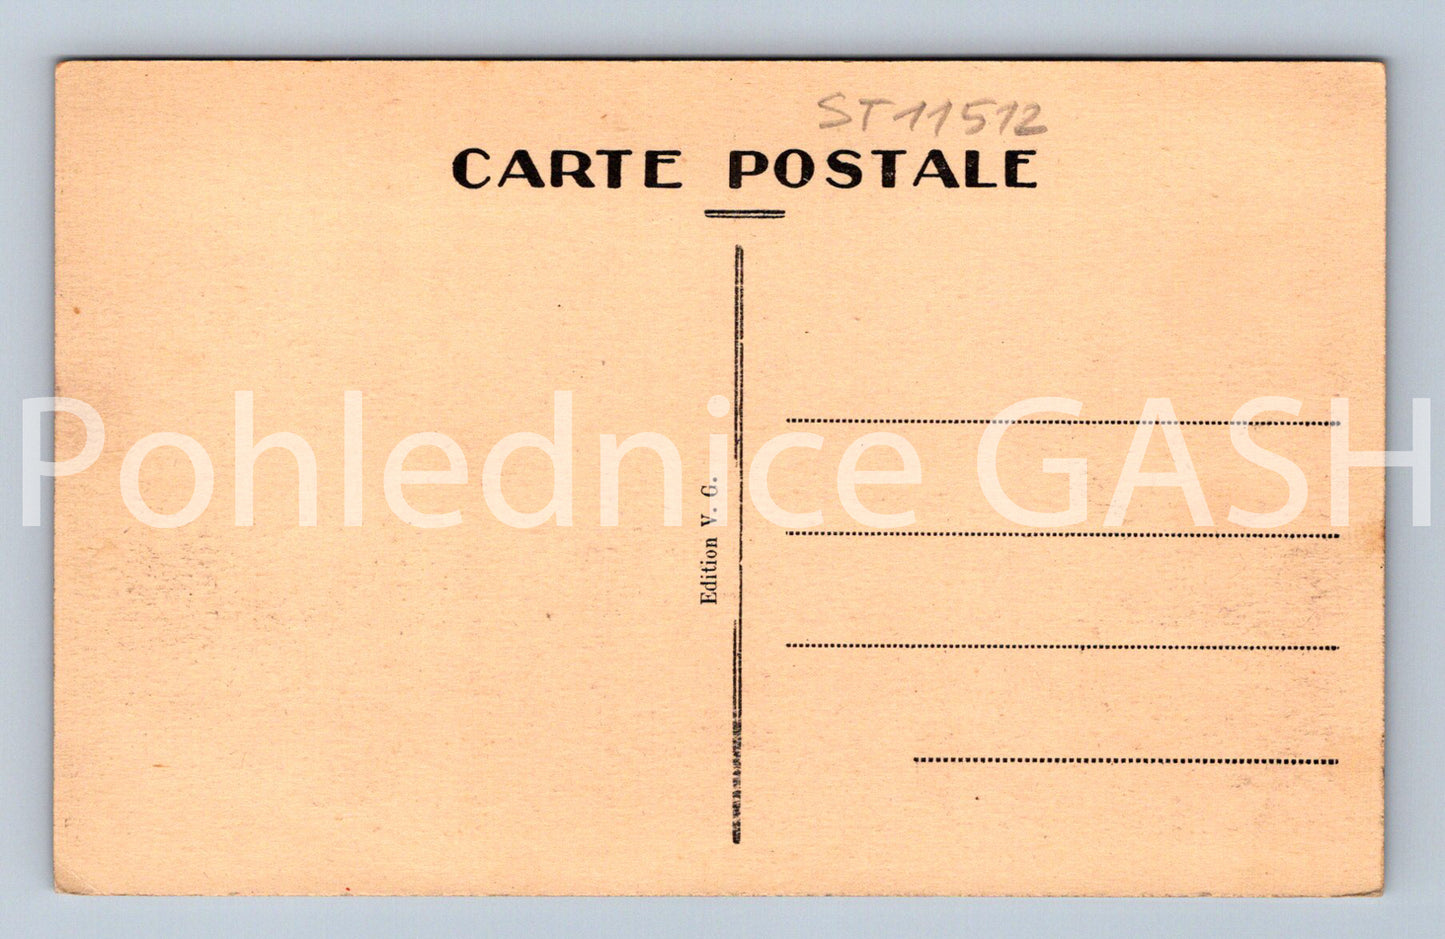 ST11512
CARTE POSTALE
Edition V. G.
Pohlednice GASH